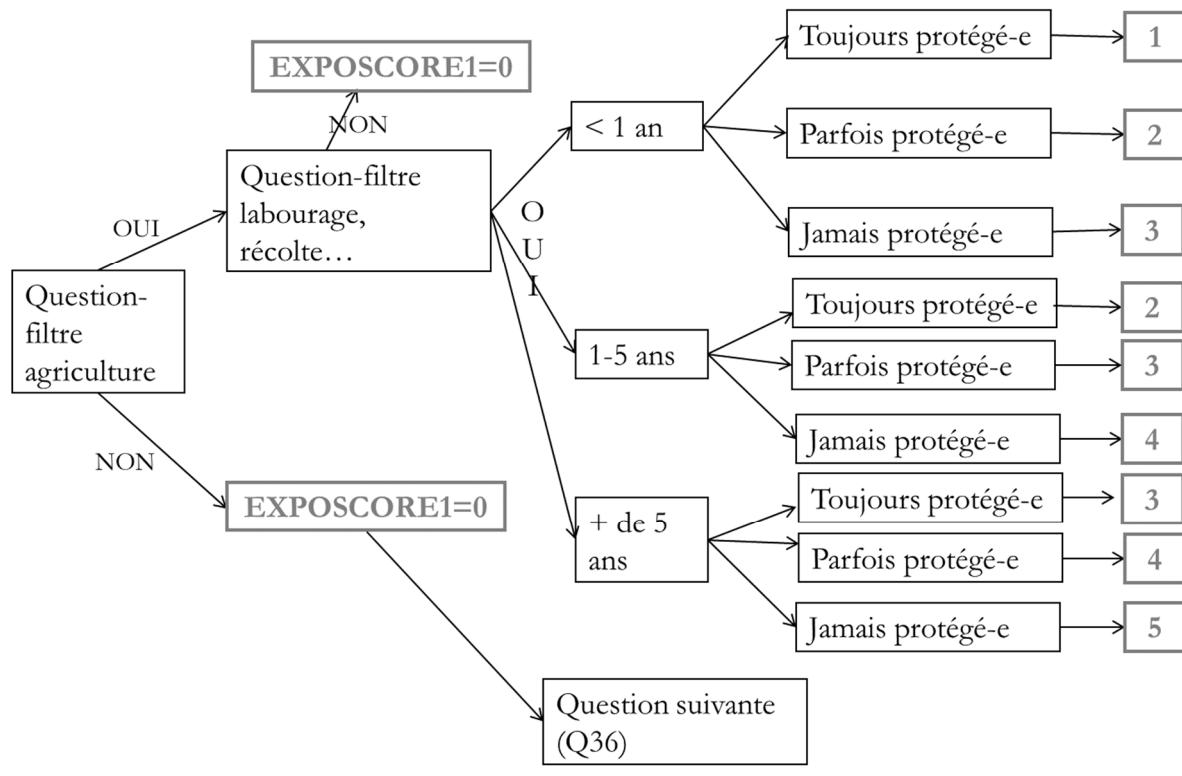 Toujours protégé-e
1
EXPOSCORE1=0
NON
< 1 an
Parfois protégé-e
2
Question-filtre
labourage,
récolte…
OUI
O
U
I
Jamais protégé-e
3
Question-
filtre
agriculture
Toujours protégé-e
2
1-5 ans
Parfois protégé-e
3
Jamais protégé-e
4
NON
EXPOSCORE1=0
Toujours protégé-e
3
+ de 5
ans
Parfois protégé-e
4
Jamais protégé-e
5
Question suivante
(Q36)